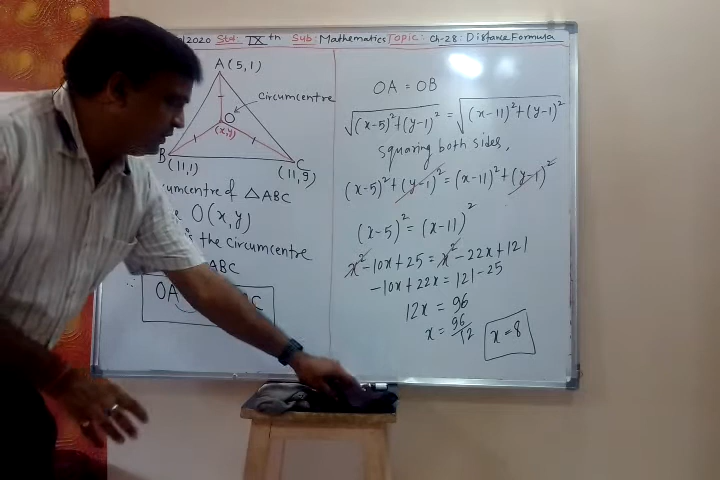 2020 Std: IXth Sub: Mathematics Topic: Ch-28: Distance Formula
A(5,1)
Circumcentre
O
(x,y)
B
(11,1)
C
(11,9)
cumcentre of △ABC
O(x,y)
is the circumcentre
ABC
OA
C
OA = OB
√(x-5)²+(y-1)² = √(x-11)²+(y-1)²
squaring both sides,
(x-5)²+(y-1)² = (x-11)²+(y-1)²
(x-5)² = (x-11)²
x²-10x+25 = x²-22x+121
-10x+22x = 121-25
12x = 96
x = 96/12
x=8